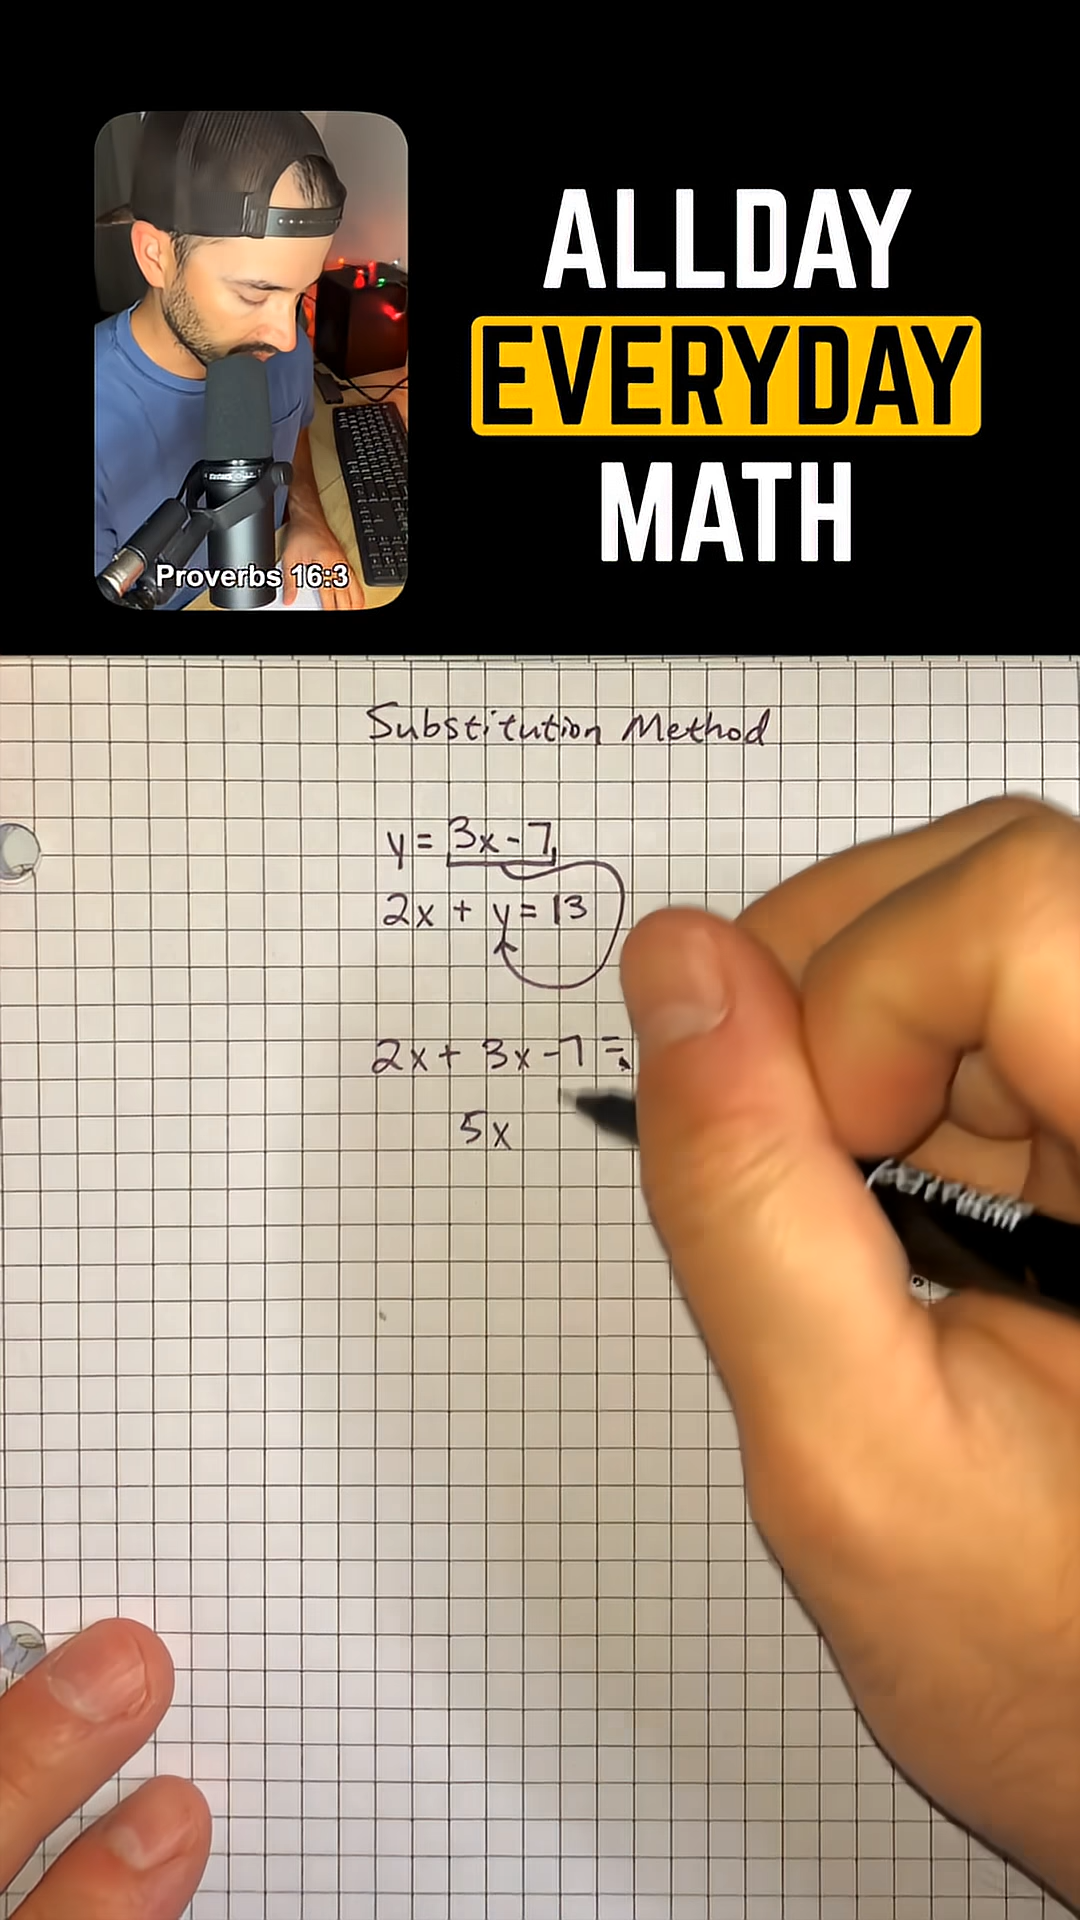 ALLDAY
EVERYDAY
MATH
Proverbs 16:3
Substitution Method
y = 3x - 7
2x + y = 13
2x + 3x - 7 =
5x